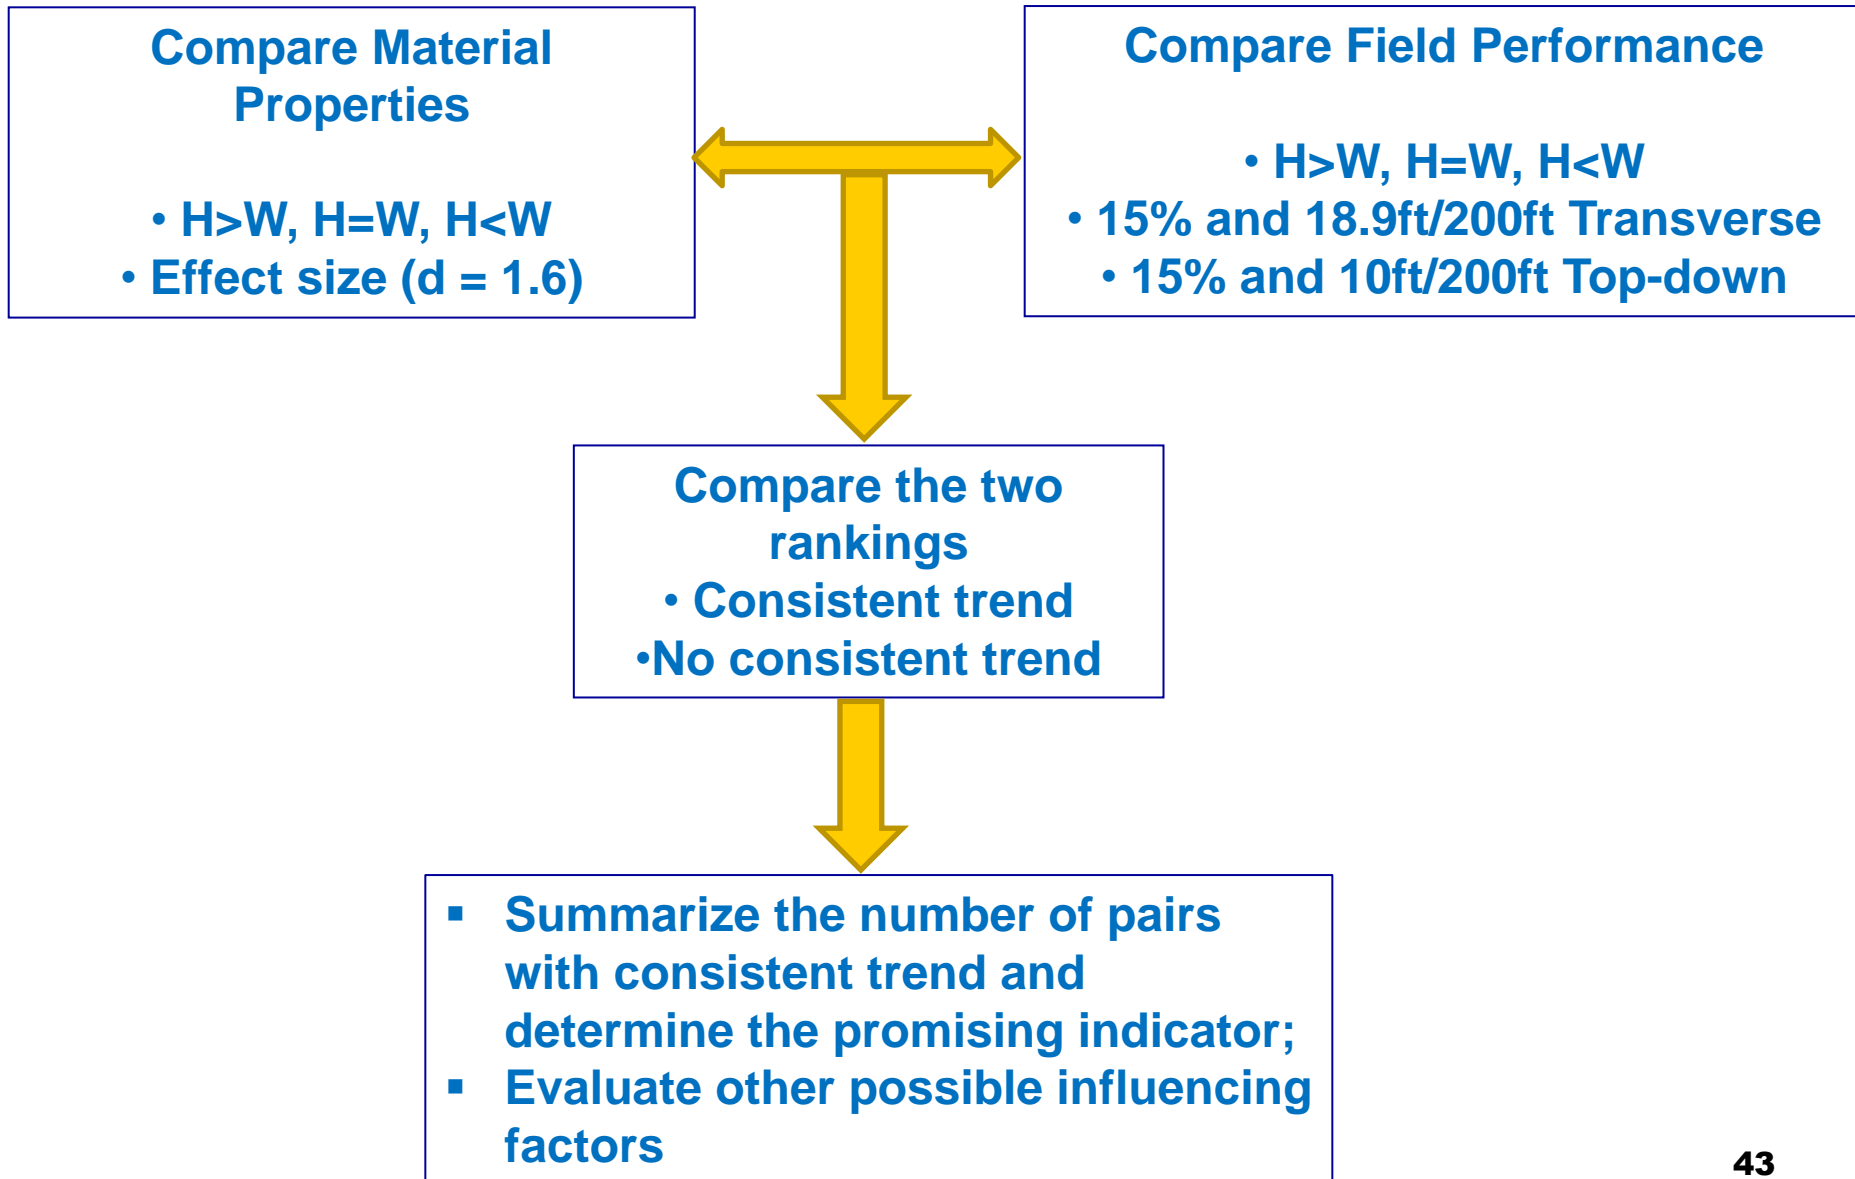 Compare Material
Properties
• H>W, H=W, H<W
• Effect size (d = 1.6)
Compare Field Performance
• H>W, H=W, H<W
• 15% and 18.9ft/200ft Transverse
• 15% and 10ft/200ft Top-down
Compare the two
rankings
• Consistent trend
•No consistent trend
▪ Summarize the number of pairs
with consistent trend and
determine the promising indicator;
▪ Evaluate other possible influencing
factors
43